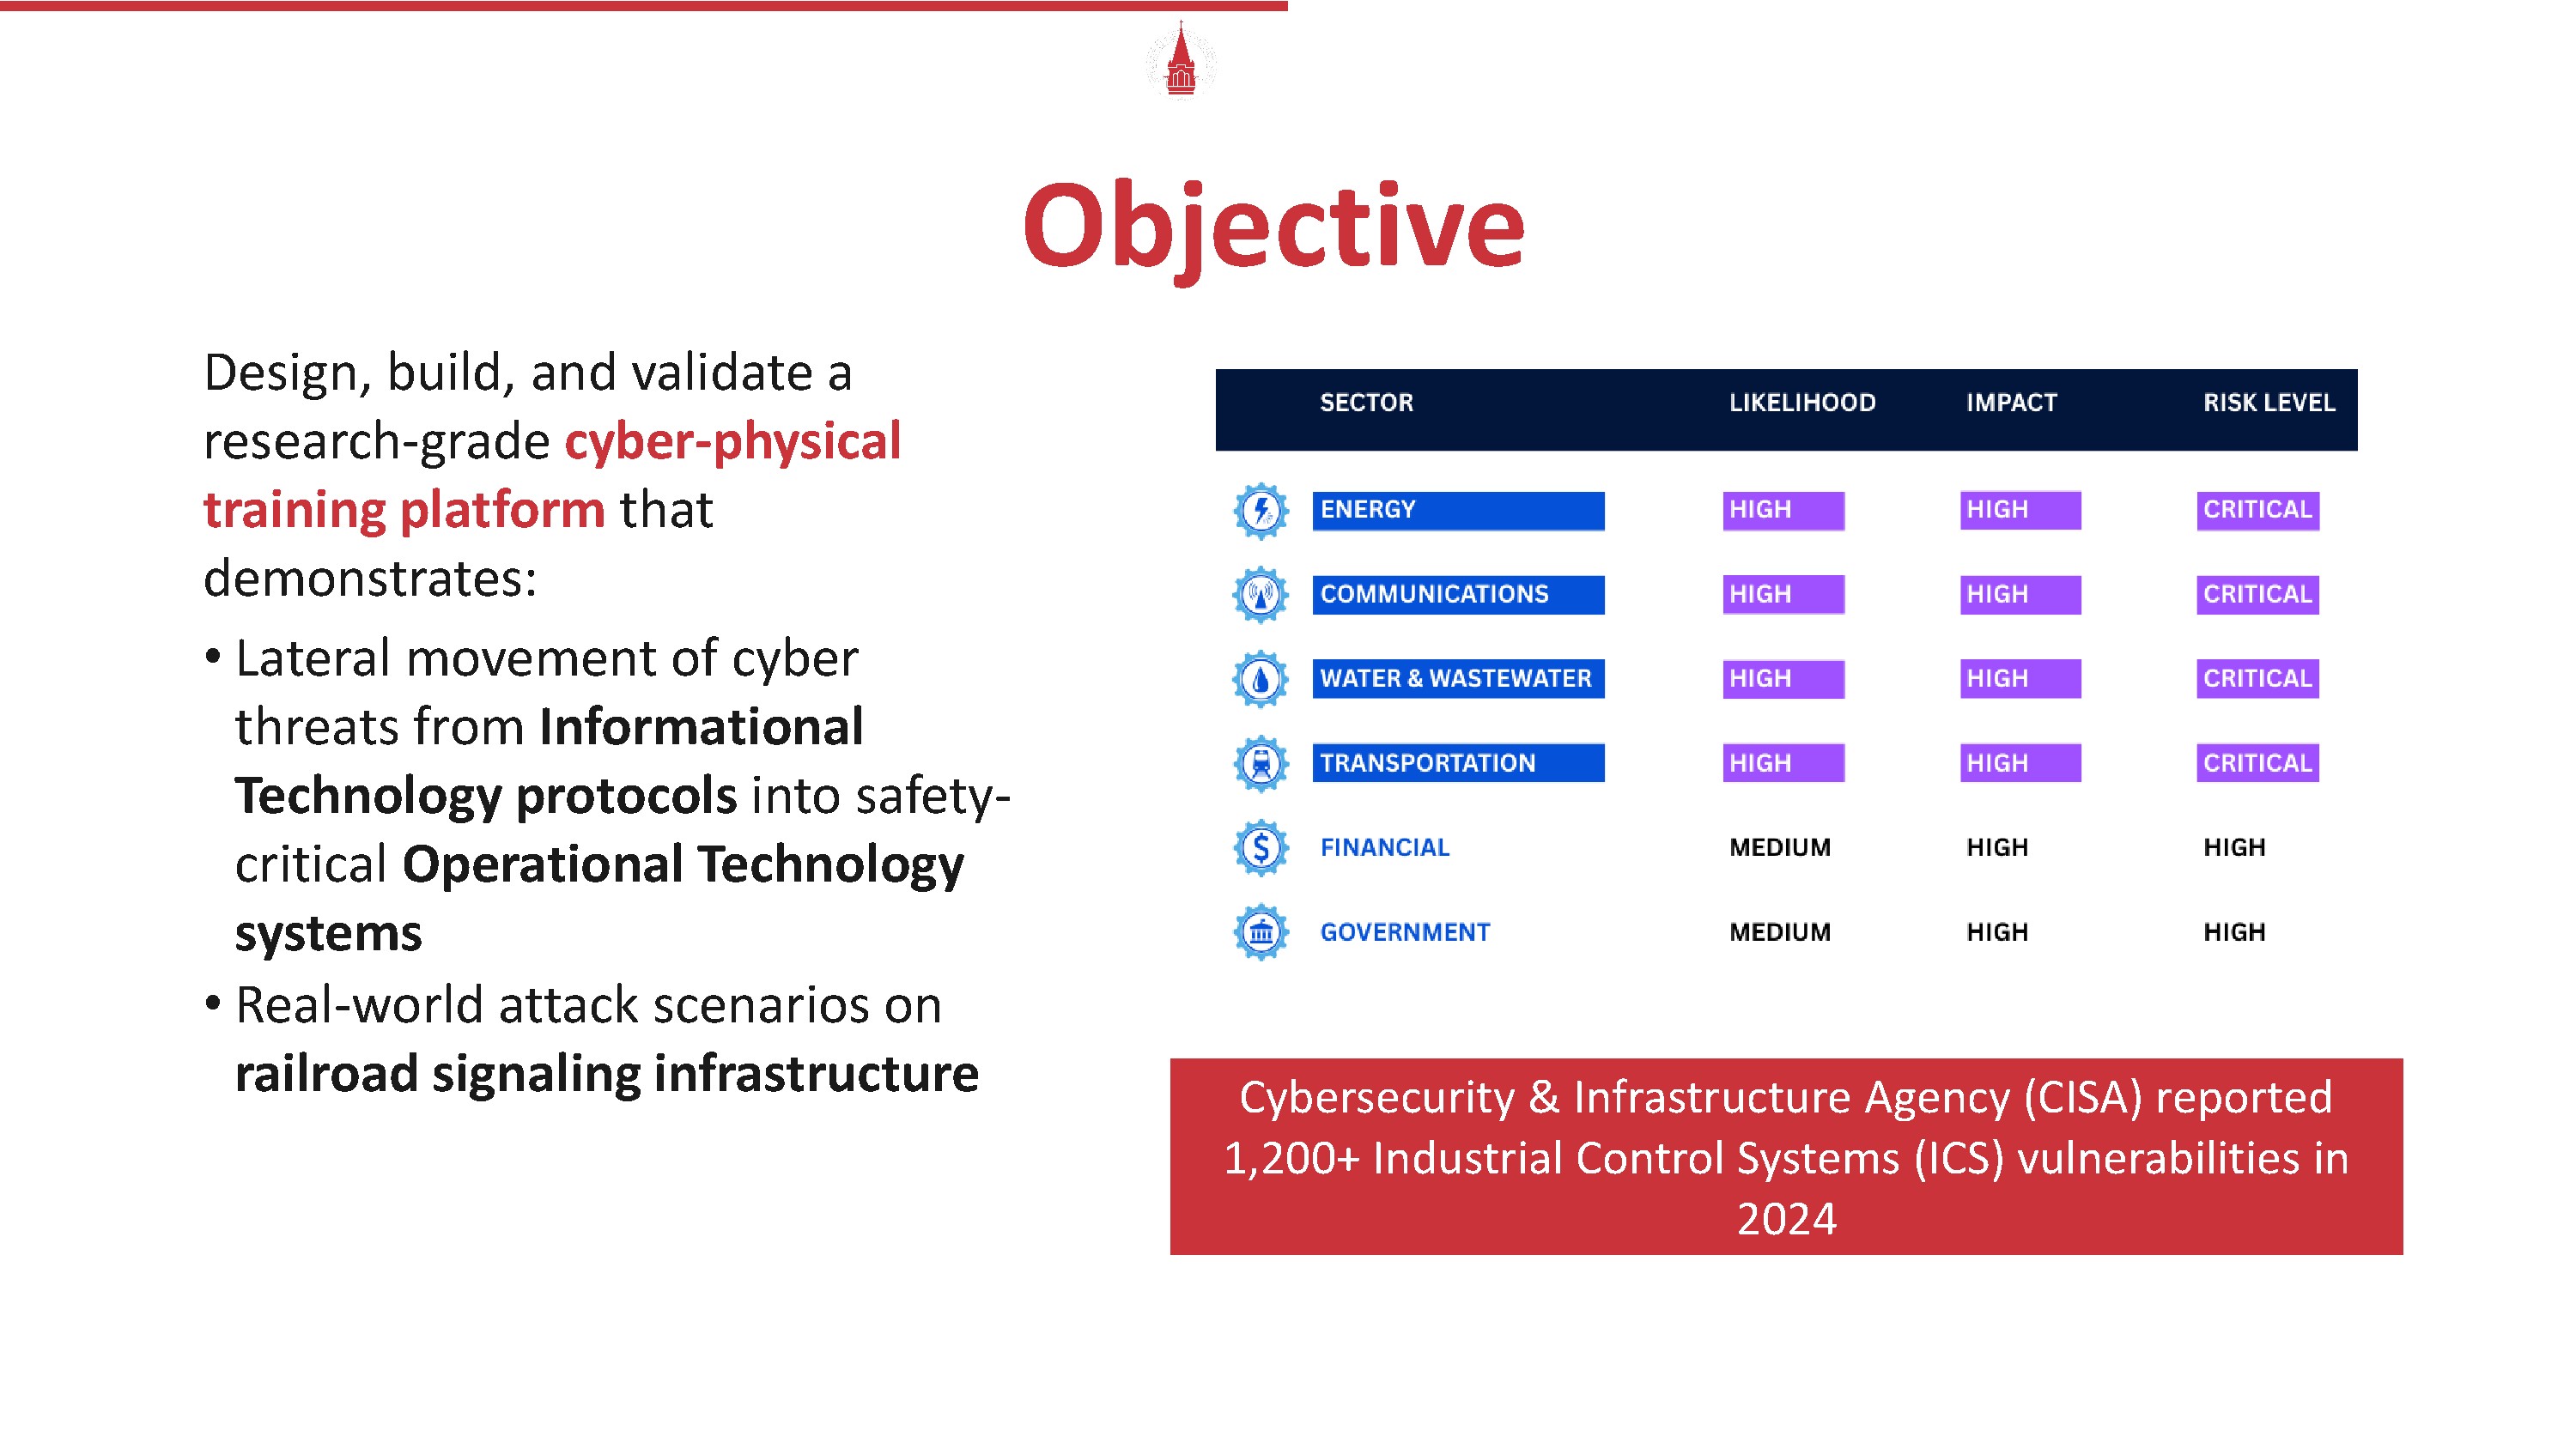 Objective
Design, build, and validate a
research-grade cyber-physical
training platform that
demonstrates:
• Lateral movement of cyber
threats from Informational
Technology protocols into safety-
critical Operational Technology
systems
• Real-world attack scenarios on
railroad signaling infrastructure
SECTOR LIKELIHOOD IMPACT RISK LEVEL
ENERGY HIGH HIGH CRITICAL
COMMUNICATIONS HIGH HIGH CRITICAL
WATER & WASTEWATER HIGH HIGH CRITICAL
TRANSPORTATION HIGH HIGH CRITICAL
FINANCIAL MEDIUM HIGH HIGH
GOVERNMENT MEDIUM HIGH HIGH
Cybersecurity & Infrastructure Agency (CISA) reported
1,200+ Industrial Control Systems (ICS) vulnerabilities in
2024